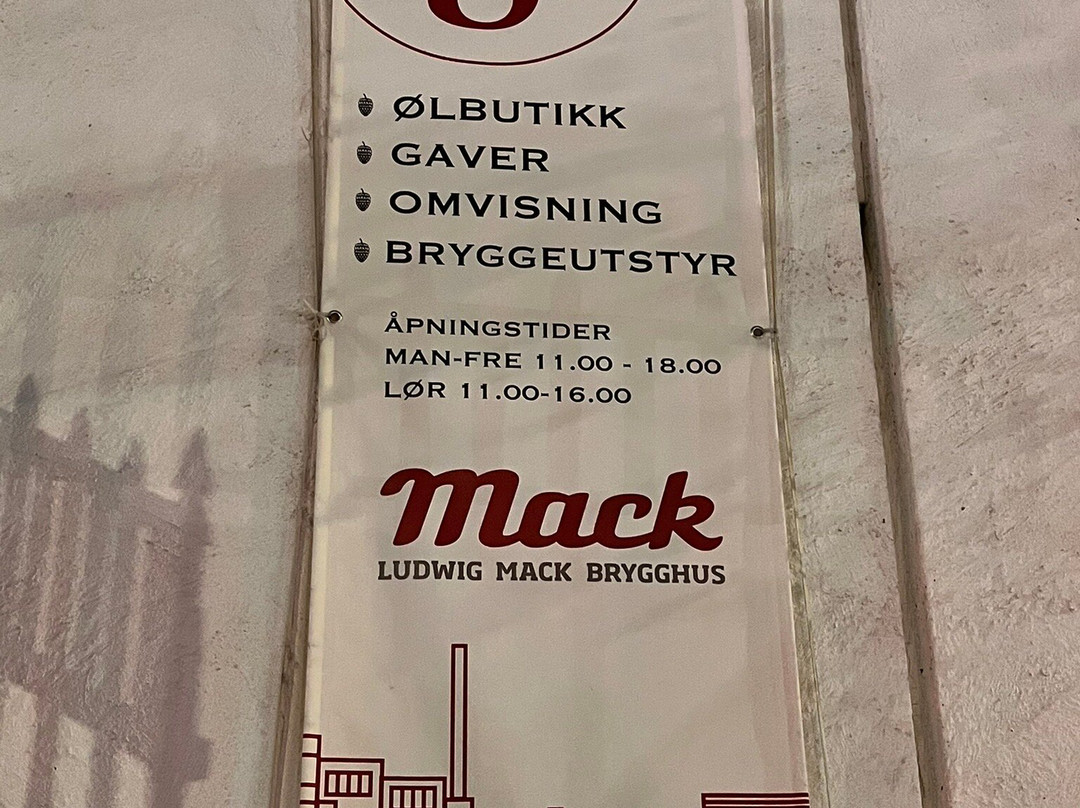 ØLBUTIKK
GAVER
OMVISNING
BRYGGEUTSTYR
ÅPNINGSTIDER
MAN-FRE 11.00 - 18.00
LØR 11.00-16.00
Mack
LUDWIG MACK BRYGGHUS